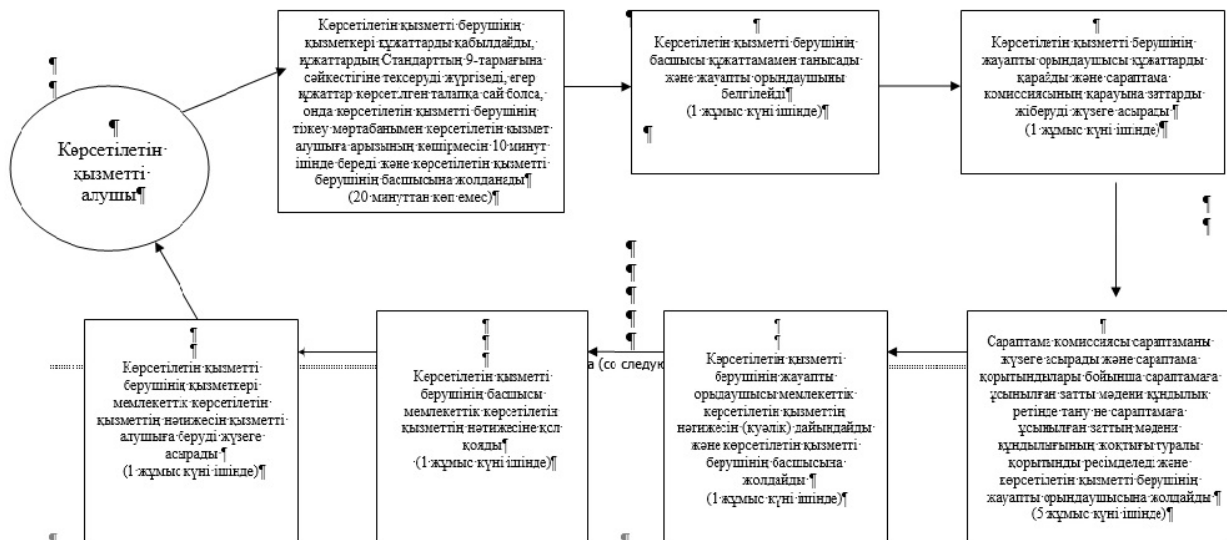 Көрсетілетін
қызметті
алушы¶
Көрсетілетін қызметті берушінің
қызметкері құжаттарды қабылдайды,
құжаттардың Стандарттың 9-тармағына
сәйкестігіне тексеруді жүргізеді, егер
құжаттар көрсетілген талапқа сай болса,
онда көрсетілетін қызметті берушінің
тіркеу мөртабанымен көрсетілетін қызмет
алушыға арызының көшірмесін 10 минут
ішінде береді және көрсетілетін қызметті
берушінің басшысына жолданады¶
(20 минуттан көп емес)¶
Көрсетілетін қызметті берушінің
басшысы құжаттамамен танысады
және жауапты орындаушыны
белгілейді¶
(1 жұмыс күні ішінде)¶
Көрсетілетін қызметті берушінің
жауапты орындаушысы құжаттарды
қарайды және сараптама
комиссиясының қарауына заттарды
жіберуді жүзеге асырады¶
(1 жұмыс күні ішінде)¶
Сараптама комиссиясы сараптаманы
жүзеге асырады және сараптама
қорытындылары бойынша сараптамаға
ұсынылған затты мәдени құндылық
ретінде тану не сараптамаға
ұсынылған заттың мәдени
құндылығының жоқтығы туралы
қорытынды ресімделеді және
көрсетілетін қызметті берушінің
жауапты орындаушысына жолдайды¶
(5 жұмыс күні ішінде)¶
а (со следую
Көрсетілетін қызметті
берушінің жауапты
орыдаушысы мемлекеттік
көрсетілетін қызметтің
нәтижесін (куәлік) дайындайды
және көрсетілетін қызметті
берушінің басшысына
жолдайды¶
(1 жұмыс күні ішінде)¶
Көрсетілетін қызметті
берушінің басшысы
мемлекеттік көрсетілетін
қызметтің нәтижесіне қол
қояды¶
(1 жұмыс күні ішінде)¶
Көрсетілетін қызметті
берушінің қызметкері
мемлекеттік көрсетілетін
қызметтің нәтижесін қызметті
алушыға беруді жүзеге
асырады¶
(1 жұмыс күні ішінде)¶